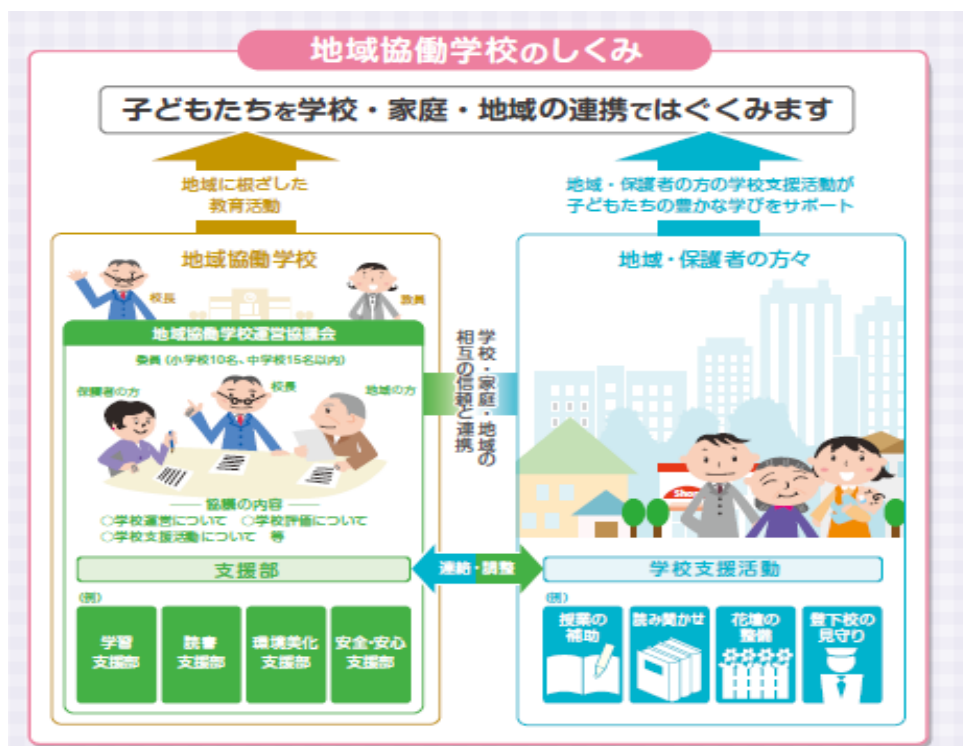 地域協働学校のしくみ
子どもたちを学校・家庭・地域の連携ではぐくみます
地域に根ざした
教育活動
地域・保護者の方の学校支援活動が
子どもたちの豊かな学びをサポート
地域協働学校
校長
教員
地域協働学校運営協議会
委員(小学校10名、中学校15名以内)
保護者の方
校長
地域の方
協議の内容
○学校運営について ○学校評価について
○学校支援活動について 等
支援部
(例)
学習
支援部
読書
支援部
環境美化
支援部
安全・安心
支援部
学校・家庭・地域の
相互の信頼と連携
連絡・調整
地域・保護者の方々
Shop
学校支援活動
(例)
授業の
補助
読み聞かせ
花壇の
整備
登下校の
見守り